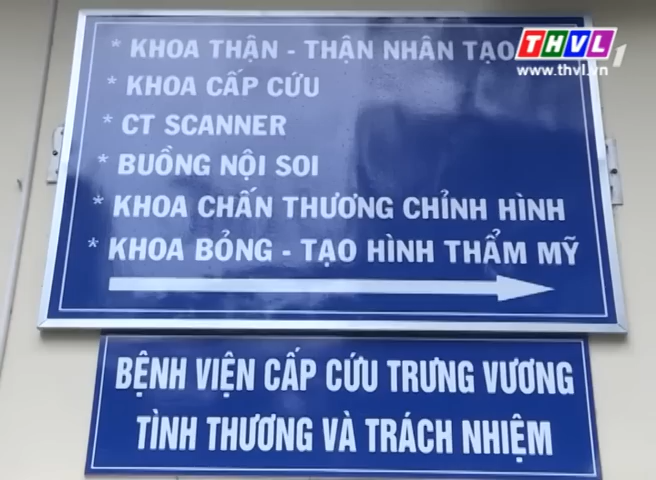 * KHOA THẬN - THẬN NHÂN TẠO
* KHOA CẤP CỨU
* CT SCANNER
* BUỒNG NỘI SOI
* KHOA CHẤN THƯƠNG CHỈNH HÌNH
* KHOA BỎNG - TẠO HÌNH THẨM MỸ
BỆNH VIỆN CẤP CỨU TRƯNG VƯƠNG
TÌNH THƯƠNG VÀ TRÁCH NHIỆM
THVL1
www.thvl.vn